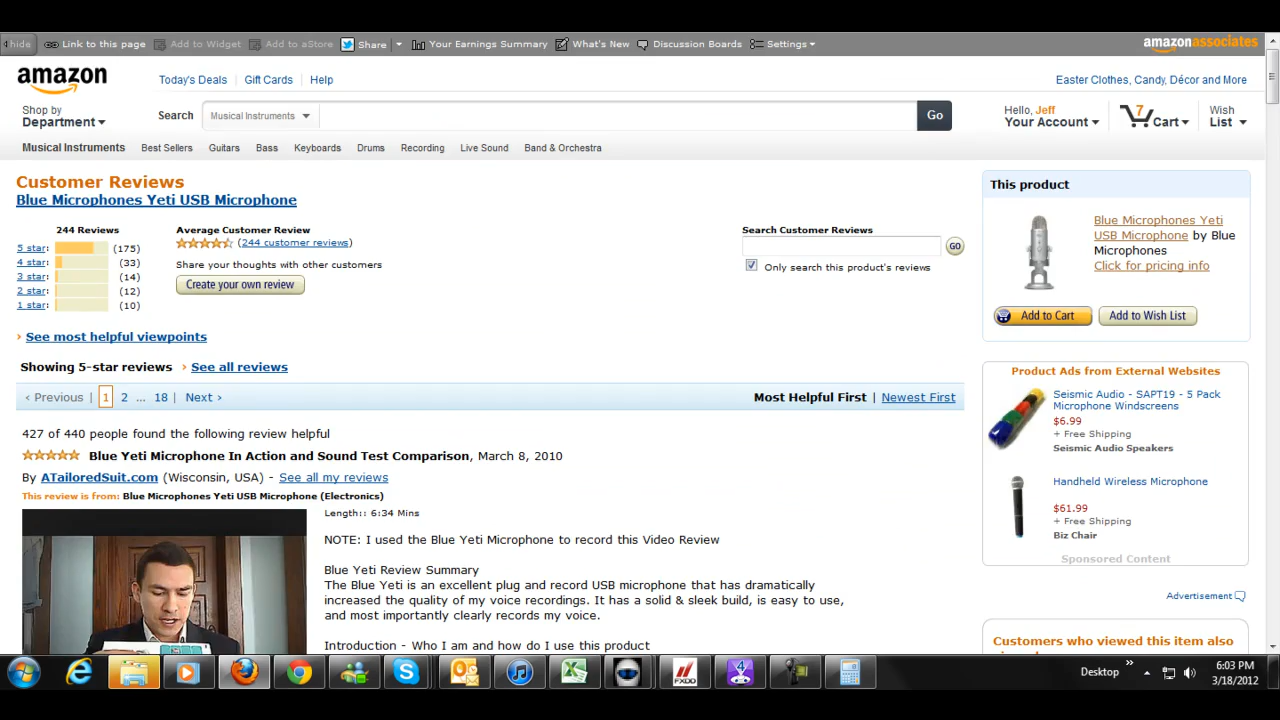 hide Link to this page Add to Widget Add to aStore Share Your Earnings Summary What's New Discussion Boards Settings amazonassociates
amazon Today's Deals Gift Cards Help Easter Clothes, Candy, Décor and More
Shop by
Department Search Musical Instruments Go Hello, Jeff
Your Account 7 Cart Wish
List
Musical Instruments Best Sellers Guitars Bass Keyboards Drums Recording Live Sound Band & Orchestra
Customer Reviews
Blue Microphones Yeti USB Microphone
244 Reviews
5 star: (175)
4 star: (33)
3 star: (14)
2 star: (12)
1 star: (10)
Average Customer Review
(244 customer reviews)
Share your thoughts with other customers
Create your own review
Search Customer Reviews
GO
Only search this product's reviews
› See most helpful viewpoints
Showing 5-star reviews › See all reviews
‹ Previous | 1 2 ... 18 | Next › Most Helpful First | Newest First
427 of 440 people found the following review helpful
Blue Yeti Microphone In Action and Sound Test Comparison, March 8, 2010
By ATailoredSuit.com (Wisconsin, USA) - See all my reviews
This review is from: Blue Microphones Yeti USB Microphone (Electronics)
Length:: 6:34 Mins
NOTE: I used the Blue Yeti Microphone to record this Video Review
Blue Yeti Review Summary
The Blue Yeti is an excellent plug and record USB microphone that has dramatically
increased the quality of my voice recordings. It has a solid & sleek build, is easy to use,
and most importantly clearly records my voice.
Introduction - Who I am and how do I use this product
This product
Blue Microphones Yeti
USB Microphone by Blue
Microphones
Click for pricing info
Add to Cart Add to Wish List
Product Ads from External Websites
Seismic Audio - SAPT19 - 5 Pack
Microphone Windscreens
$6.99
+ Free Shipping
Seismic Audio Speakers
Handheld Wireless Microphone
$61.99
+ Free Shipping
Biz Chair
Sponsored Content
Advertisement
Customers who viewed this item also
FXDD 4 Desktop » 6:03 PM
3/18/2012